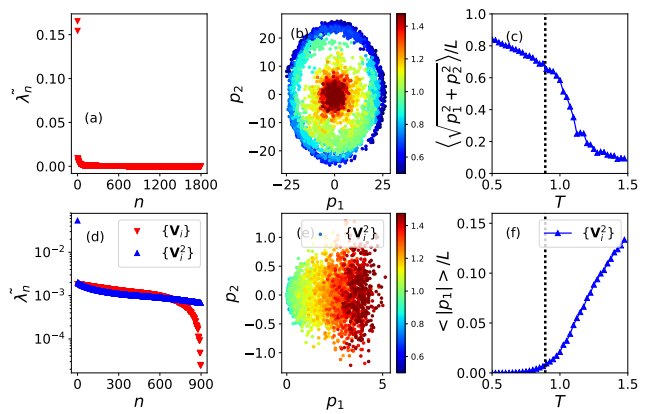 0.15
0.10
0.05
0.00
λ̃n
(a)
0
600
1200
1800
n
20
10
0
−10
−20
p2
(b)
−25
0
25
p1
1.4
1.2
1.0
0.8
0.6
1.0
0.8
0.6
0.4
0.2
0.0
⟨√p1² + p2²⟩/L
(c)
0.5
1.0
1.5
T
10−2
10−3
10−4
λ̃n
(d)
{Vi}
{V2}
0
300
600
900
n
1.0
0.5
0.0
−0.5
−1.0
p2
(e)
{Vi2}
0
5
p1
1.4
1.2
1.0
0.8
0.6
0.15
0.10
0.05
0.00
< |p1| > /L
(f)
{Vi2}
0.5
1.0
1.5
T